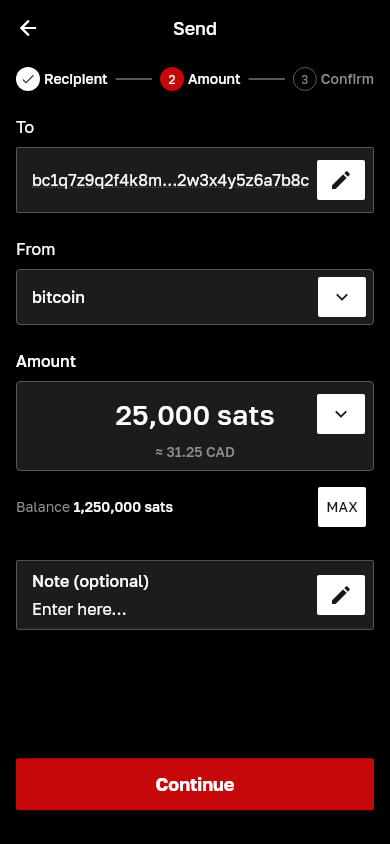 Send
Recipient 2 Amount 3 Confirm
To
bc1q7z9q2f4k8m...2w3x4y5z6a7b8c
From
bitcoin
Amount
25,000 sats
≈ 31.25 CAD
Balance 1,250,000 sats
MAX
Note (optional)
Enter here...
Continue